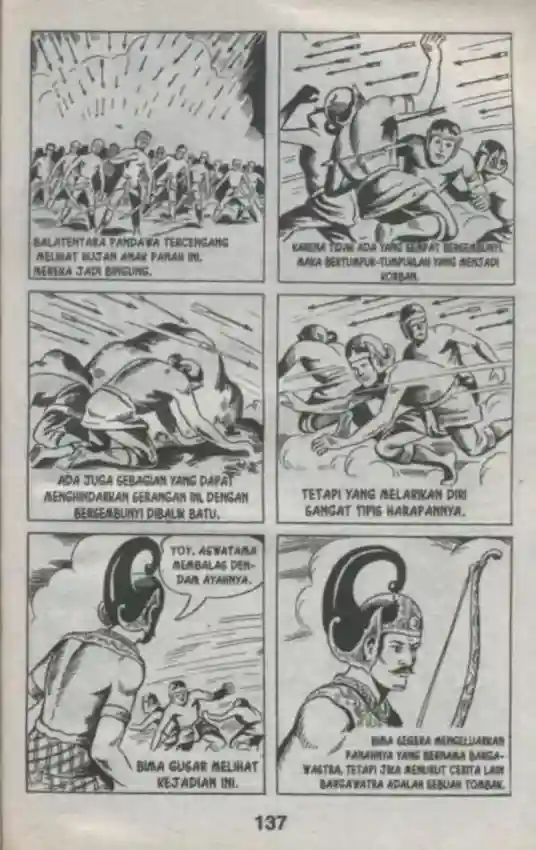 BALATENTARA PANDAWA TERCENGANG
MELIHAT HUJAN ANAK PANAH INI.
MEREKA JADI BINGUNG.
KARENA TIDAK ADA YANG SEMPAT BERSEMBUNYI,
MAKA BERTUMPUK-TUMPUKLAH YANG MENJADI
KORBAN.
ADA JUGA SEBAGIAN YANG DAPAT
MENGHINDARKAN SERANGAN INI, DENGAN
BERSEMBUNYI DIBALIK BATU.
TETAPI YANG MELARIKAN DIRI
SANGAT TIPIS HARAPANNYA.
YOY, ASWATAMA
MEMBALAS DEN-
DAM AYAHNYA.
BIMA GUSAR MELIHAT
KEJADIAN INI.
BIMA SEGERA MENGELUARKAN
PANAHNYA YANG BERNAMA BARGA-
WASTRA, TETAPI JIKA MENURUT CERITA LAIN
BARGAWATRA ADALAH SEBUAH TOMBAK.
137